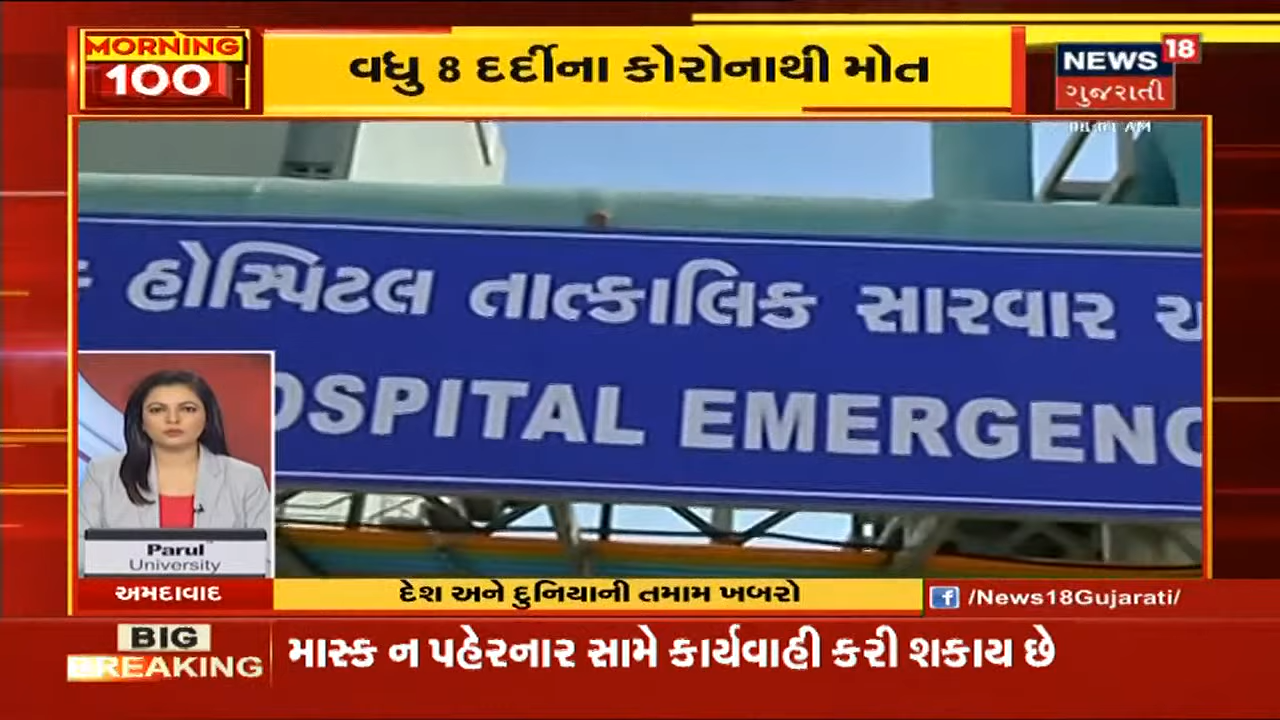 MORNING
100
વધુ 8 દર્દીના કોરોનાથી મોત
NEWS 18
ગુજરાતી
હોસ્પિટલ તાત્કાલિક સારવાર
HOSPITAL EMERGENC
Parul
University
અમદાવાદ
દેશ અને દુનિયાની તમામ ખબરો
/News18Gujarati/
BIG
BREAKING
માસ્ક ન પહેરનાર સામે કાર્યવાહી કરી શકાય છે